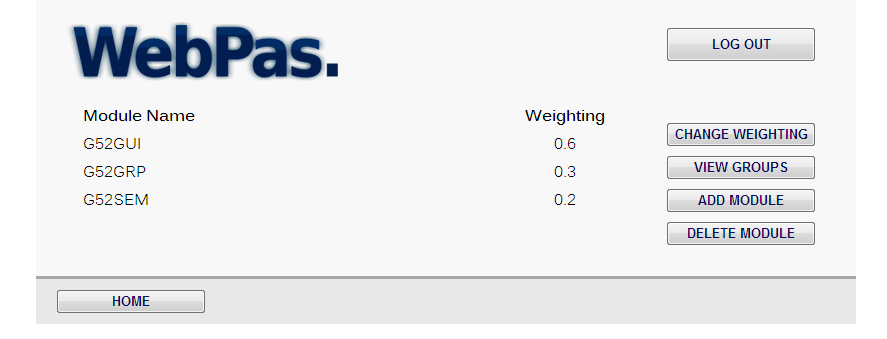 WebPas.
LOG OUT
Module Name Weighting
G52GUI 0.6
G52GRP 0.3
G52SEM 0.2
CHANGE WEIGHTING
VIEW GROUPS
ADD MODULE
DELETE MODULE
HOME